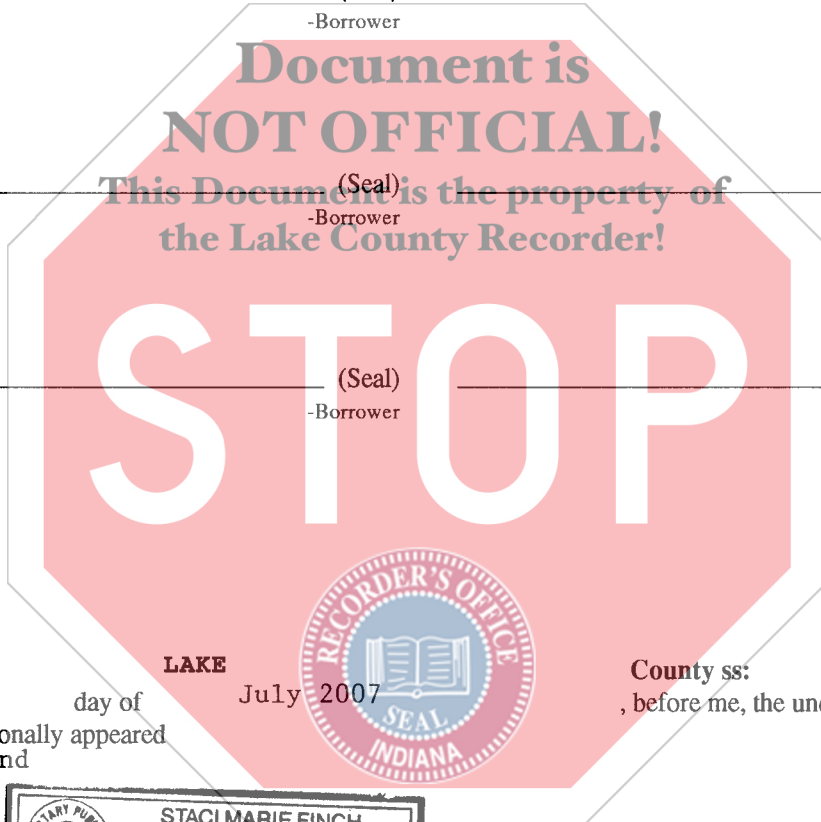 -Borrower
Document is
NOT OFFICIAL!
(Seal)
This Document is the property of
-Borrower
the Lake County Recorder!
STOP
(Seal)
-Borrower
RECORDER'S OFFICE
SEAL
INDIANA
LAKE
County ss:
day of
July 2007
, before me, the
onally appeared
nd
STACI MARIE FINCH